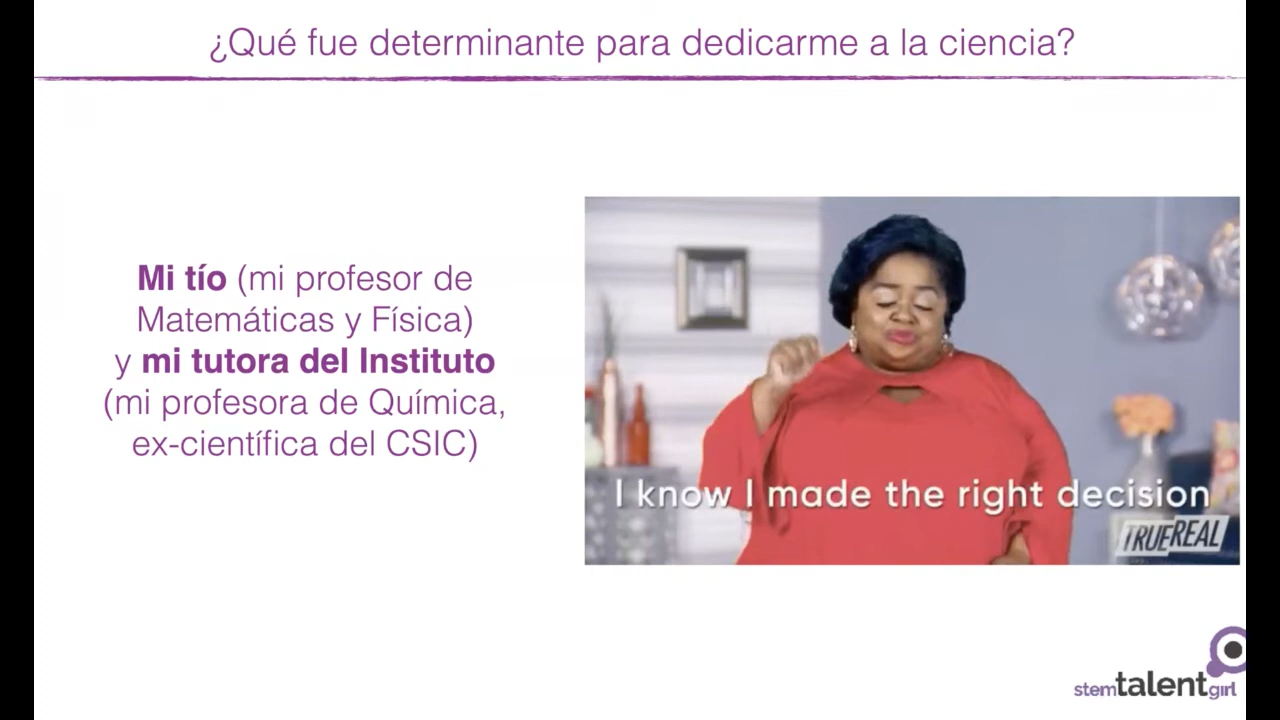 ¿Qué fue determinante para dedicarme a la ciencia?
Mi tío (mi profesor de
Matemáticas y Física)
y mi tutora del Instituto
(mi profesora de Química,
ex-científica del CSIC)
I know I made the right decision
TRUEREAL
stemtalentgirl